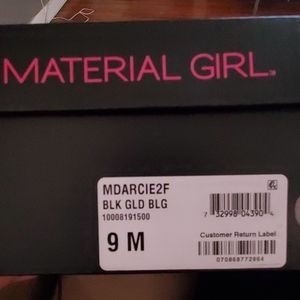 MATERIAL GIRL
MDARCIE2F
BLK GLD BLG
10008191500
9 M
7 32998 04390 4
Customer Return Label
070868772864